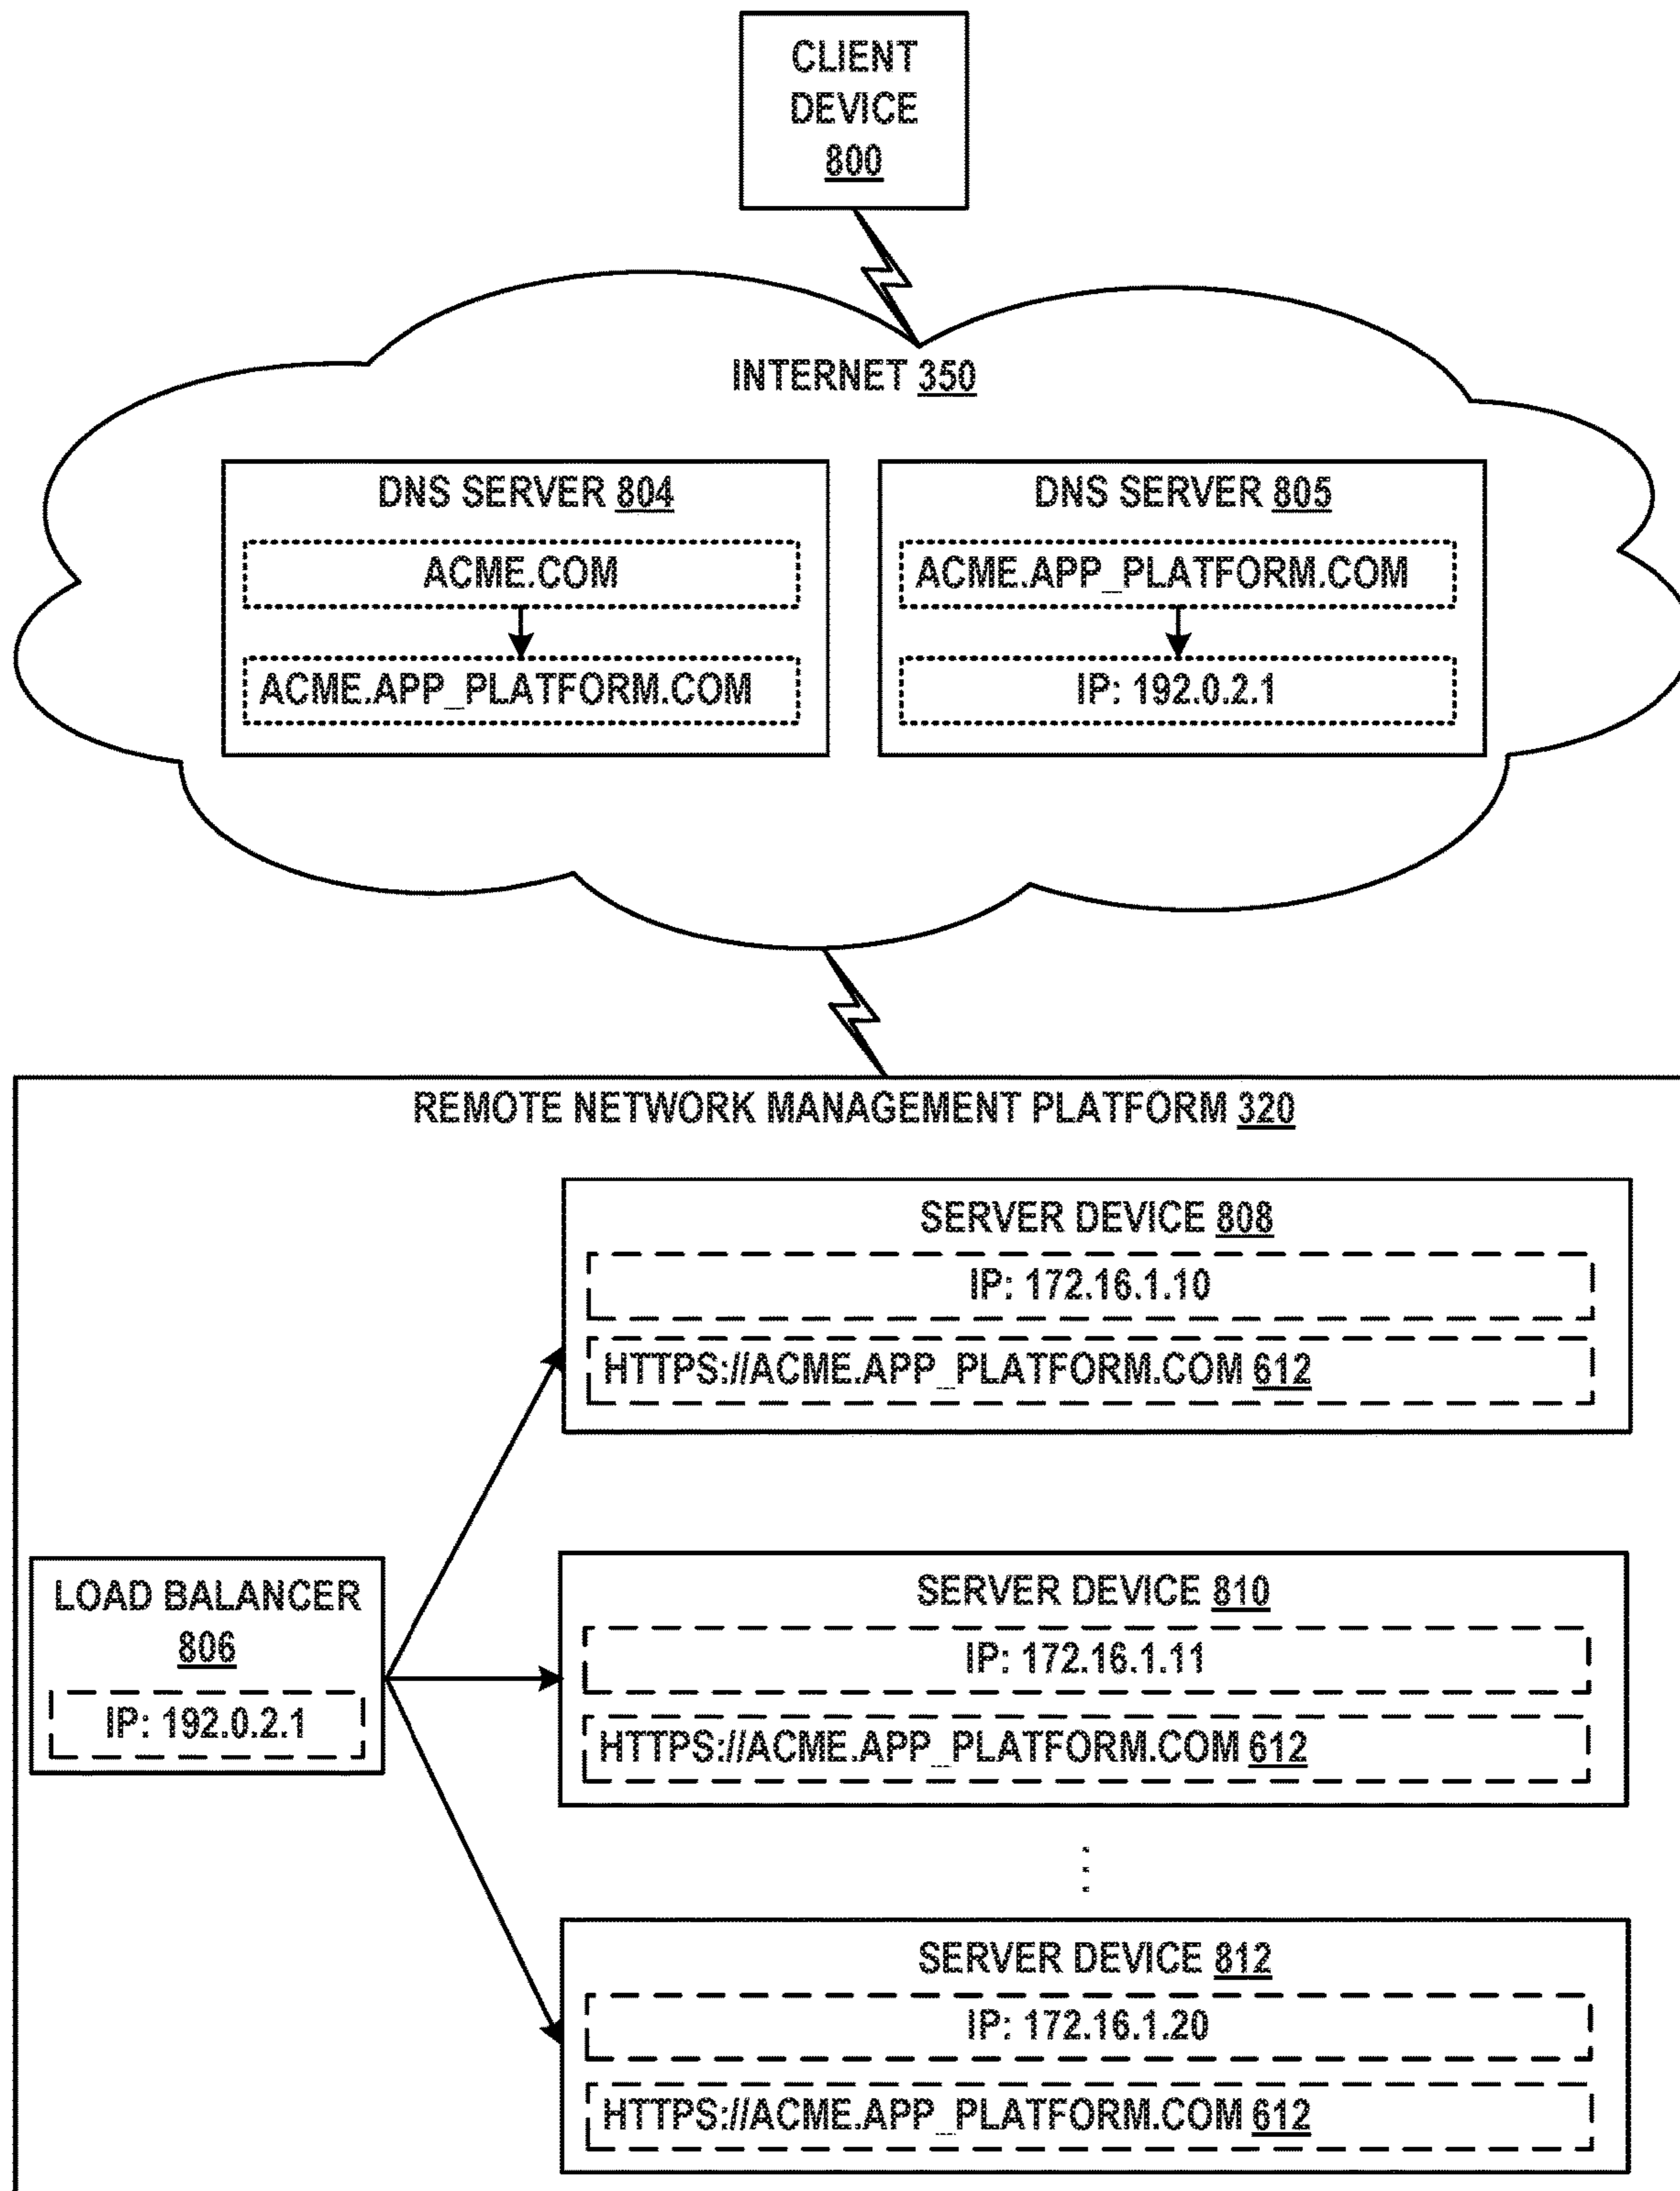 CLIENT
DEVICE
800
INTERNET 350
DNS SERVER 804
ACME.COM
ACME.APP_PLATFORM.COM
DNS SERVER 805
ACME.APP_PLATFORM.COM
IP: 192.0.2.1
REMOTE NETWORK MANAGEMENT PLATFORM 320
LOAD BALANCER
806
IP: 192.0.2.1
SERVER DEVICE 808
IP: 172.16.1.10
HTTPS://ACME.APP_PLATFORM.COM 612
SERVER DEVICE 810
IP: 172.16.1.11
HTTPS://ACME.APP_PLATFORM.COM 612
SERVER DEVICE 812
IP: 172.16.1.20
HTTPS://ACME.APP_PLATFORM.COM 612